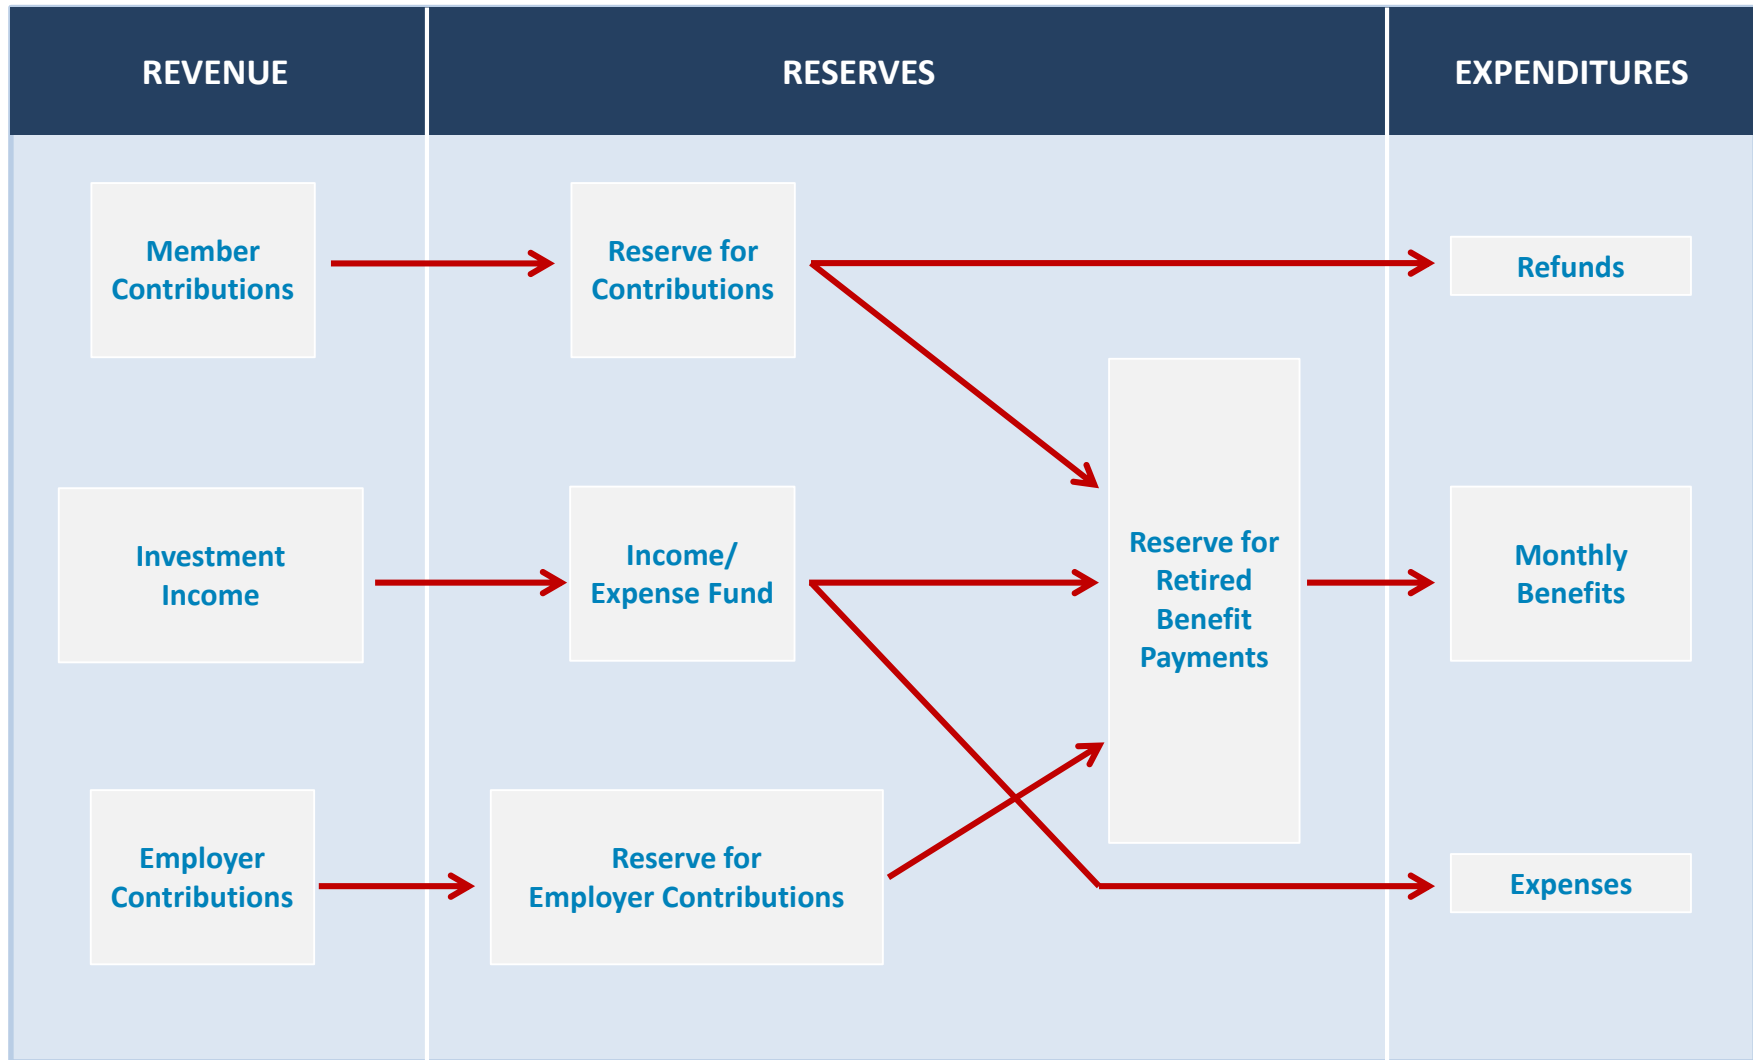 REVENUE
RESERVES
EXPENDITURES
Member
Contributions
Reserve for
Contributions
Refunds
Investment
Income
Income/
Expense Fund
Reserve for
Retired
Benefit
Payments
Monthly
Benefits
Employer
Contributions
Reserve for
Employer Contributions
Expenses